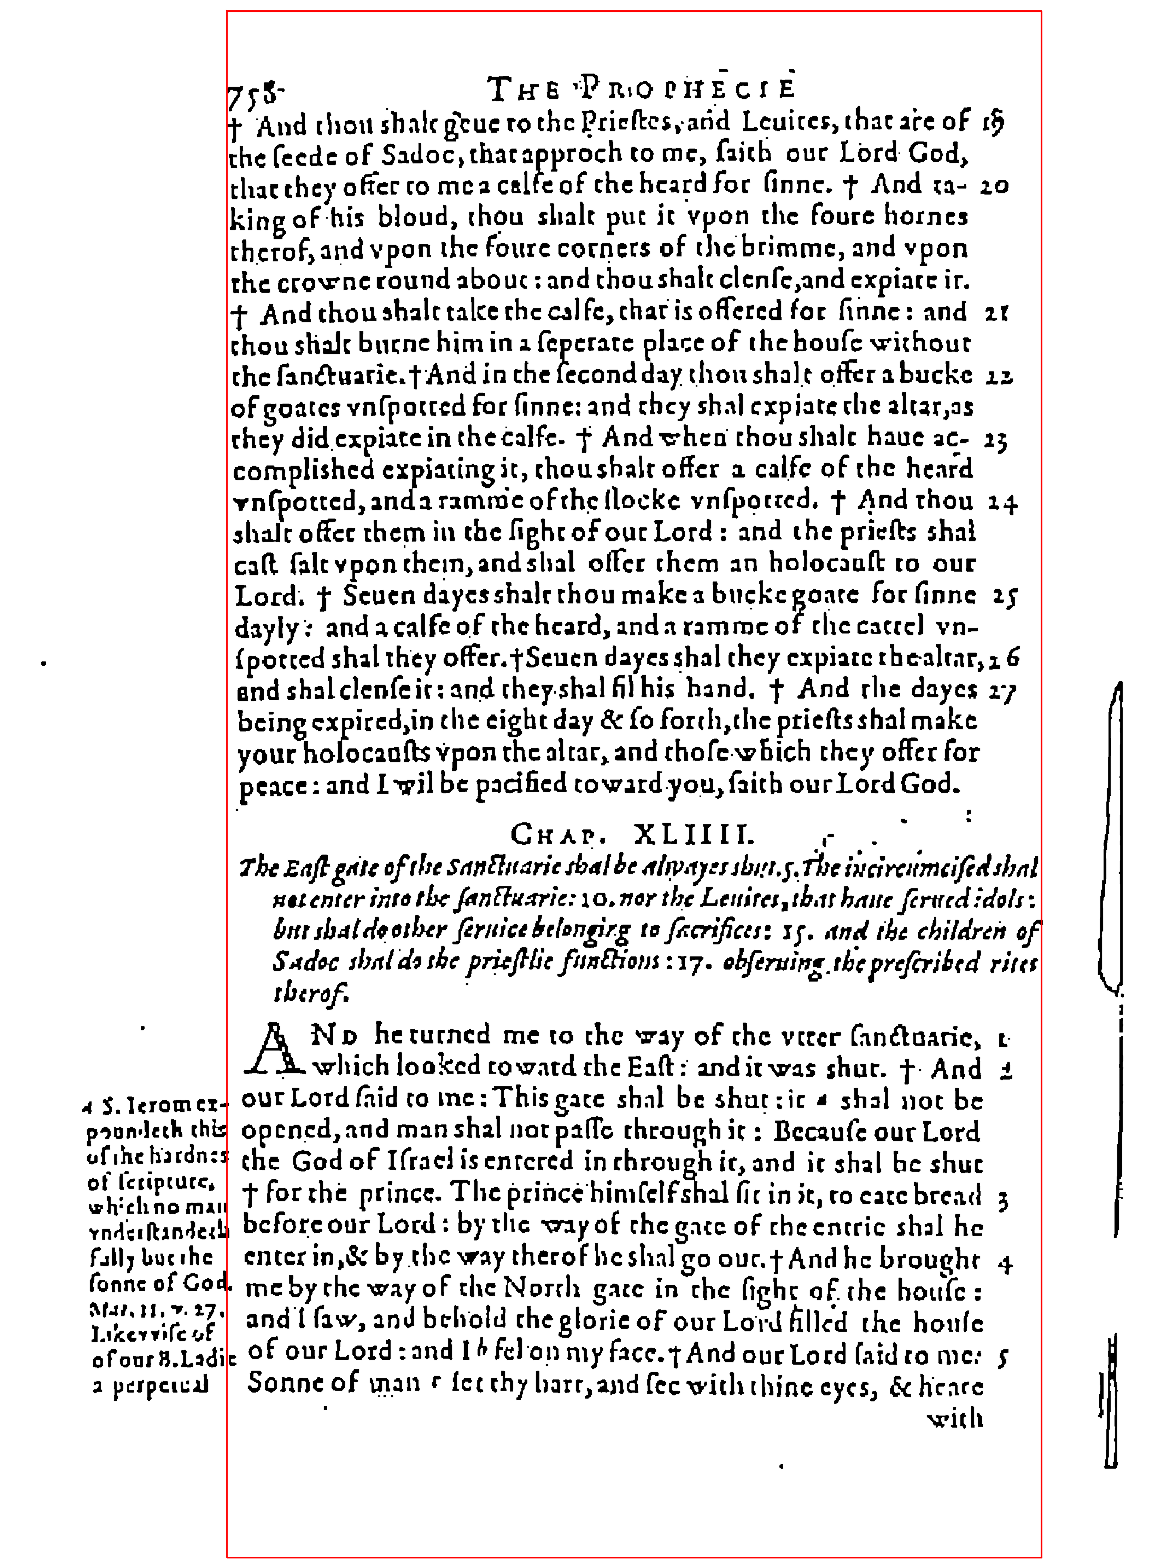 758 THE PROPHECIE
† And thou shalt geue to the Prieſtes, and Leuites, that are of 19
the ſeede of Sadoc, that approch to me, ſaith our Lord God,
that they offer to me a calfe of the heard for ſinne. † And ta- 20
king of his bloud, thou shalt put it vpon the foure hornes
therof, and vpon the foure corners of the brimme, and vpon
the crowne round about: and thou shalt clenſe, and expiate it.
† And thou shalt take the calfe, that is offered for ſinne: and 21
thou shalt burne him in a ſeperate place of the houſe without
the ſanctuarie. † And in the ſecond day thou shalt offer a bucke 22
of goates vnſpotted for ſinne: and they shal expiate the altar, as
they did expiate in the calfe. † And when thou shalt haue ac- 23
complished expiating it, thou shalt offer a calfe of the heard
vnſpotted, and a ramme of the flocke vnſpotted. † And thou 24
shalt offer them in the ſight of our Lord: and the prieſts shal
caſt ſalt vpon them, and shal offer them an holocauſt to our
Lord. † Seuen dayes shalt thou make a bucke goate for ſinne 25
dayly: and a calfe of the heard, and a ramme of the cattel vn-
ſpotted shal they offer. † Seuen dayes shal they expiate the altar, 26
and shal clenſe it: and they shal fil his hand. † And the dayes 27
being expired, in the eight day & ſo forth, the prieſts shal make
your holocauſts vpon the altar, and thoſe which they offer for
peace: and I wil be pacified toward you, ſaith our Lord God.
CHAP. XLIIII.
The Eaſt gate of the Sanctuarie shal be alwayes shut. 5. The incircumciſed shal
not enter into the ſanctuarie: 10. nor the Leuites, that haue ſerued idols:
but shal do other ſeruice belonging to ſacrifices: 15. and the children of
Sadoc shal do the prieſtlie functions: 17. obſeruing the preſcribed rites
therof.
AND he turned me to the way of the vtter ſanctuarie, 1
which looked toward the Eaſt: and it was shut. † And 2
our Lord ſaid to me: This gate shal be shut: it a shal not be
opened, and man shal not paſſe through it: Becauſe our Lord
the God of Iſrael is entered in through it, and it shal be shut
† for the prince. The prince himſelf shal ſit in it, to eate bread 3
before our Lord: by the way of the gate of the entrie shal he
enter in, & by the way therof he shal go out. † And he brought 4
me by the way of the North gate in the ſight of the houſe:
and I ſaw, and behold the glorie of our Lord filled the houſe
of our Lord: and I b fel on my face. † And our Lord ſaid to me: 5
Sonne of man ſet thy hart, and ſee with thine eyes, & heare
with
a S. Ierom ex-
poundeth this
of the hardnes
of ſcripture,
which no man
vnderſtandeth
fully but the
ſonne of God.
Mat. 11. v. 27.
Likewiſe of
of our B. Ladie
a perpetual